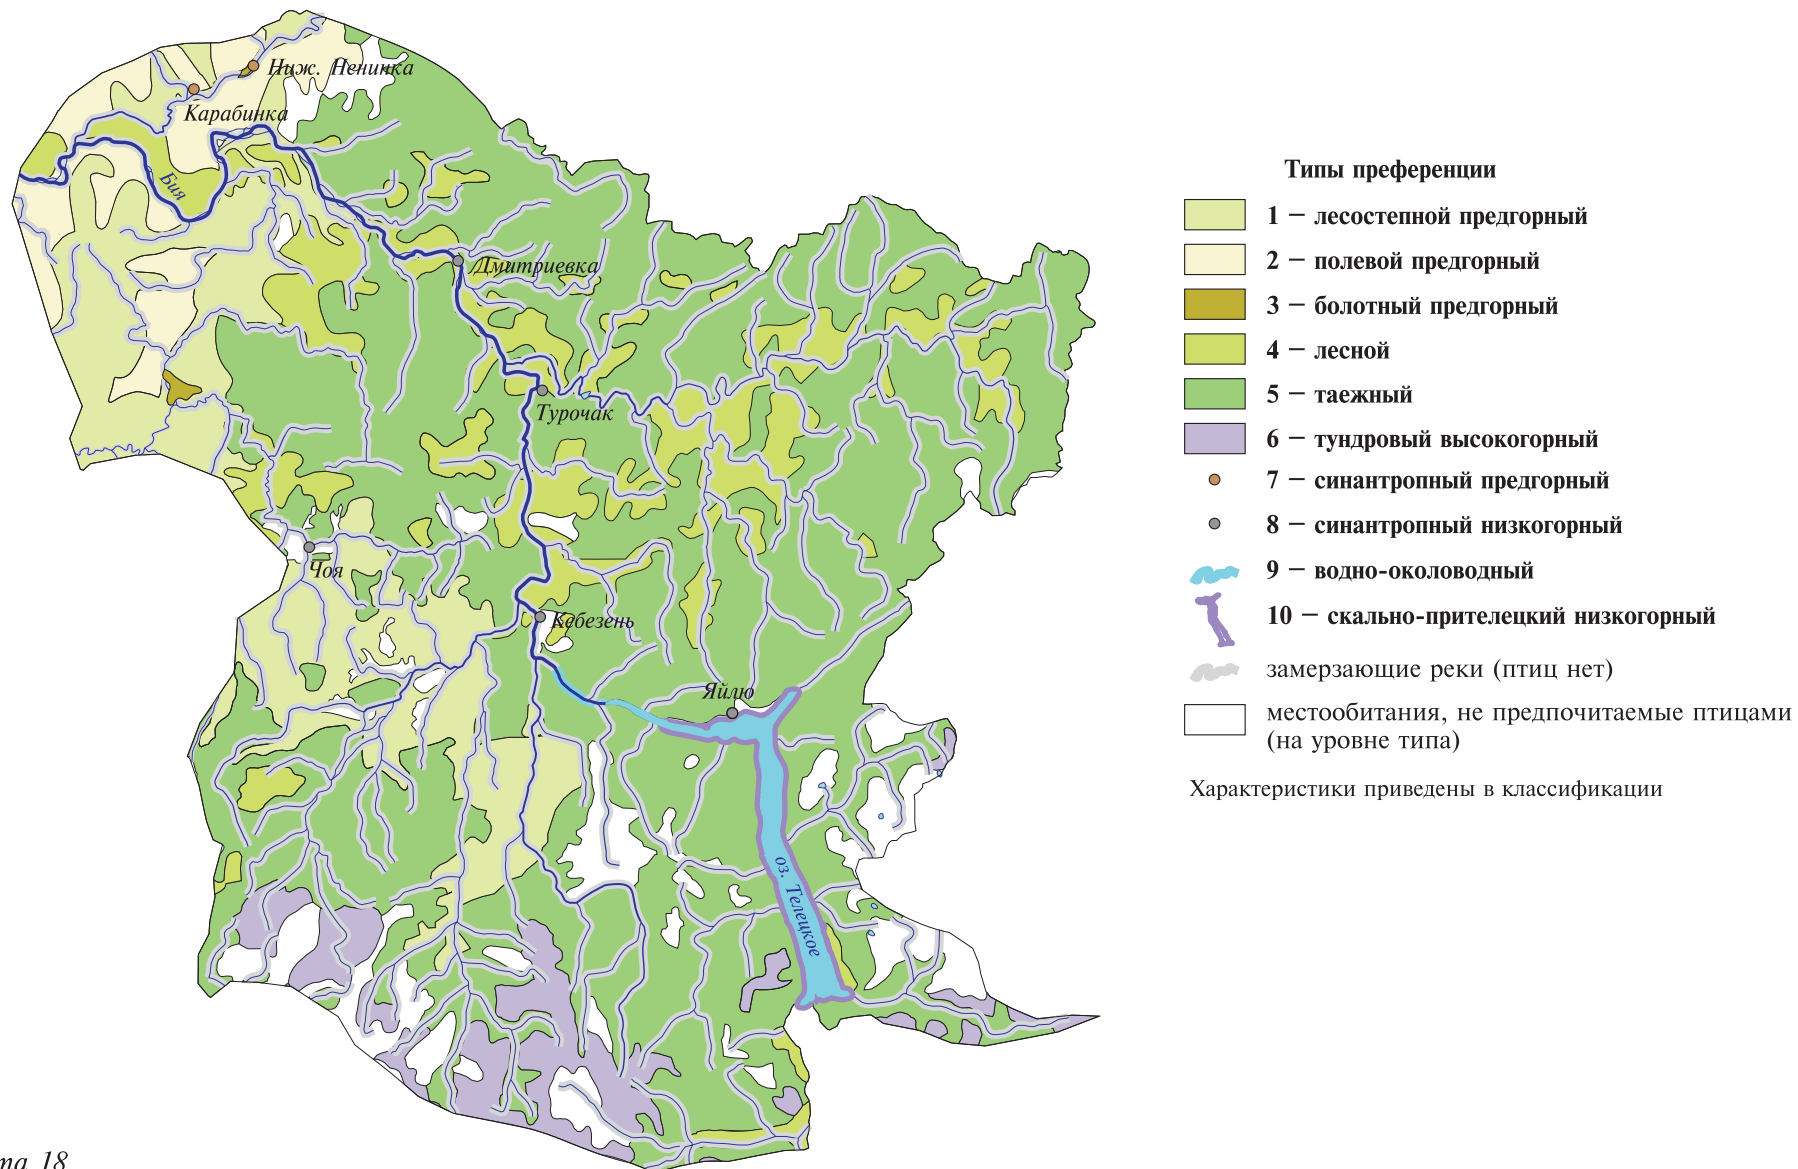 Ниж. Ненинка
Карабинка
Бия
Дмитриевка
Турочак
Чоя
Кебезень
Яйлю
оз. Телецкое
Типы преференции
1 – лесостепной предгорный
2 – полевой предгорный
3 – болотный предгорный
4 – лесной
5 – таежный
6 – тундровый высокогорный
7 – синантропный предгорный
8 – синантропный низкогорный
9 – водно-околоводный
10 – скально-прителецкий низкогорный
замерзающие реки (птиц нет)
местообитания, не предпочитаемые птицами
(на уровне типа)
Характеристики приведены в классификации
та 18